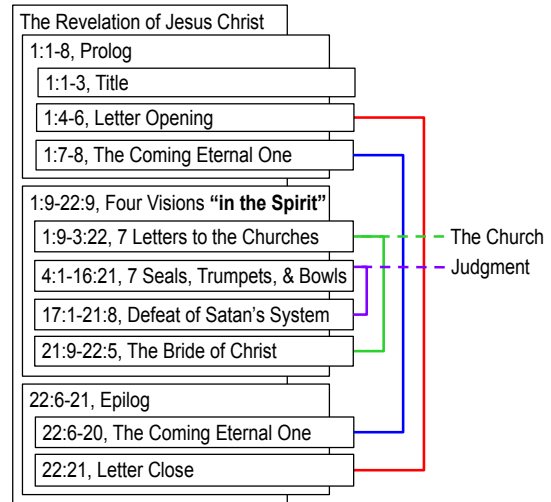 The Revelation of Jesus Christ
1:1-8, Prolog
1:1-3, Title
1:4-6, Letter Opening
1:7-8, The Coming Eternal One
1:9-22:9, Four Visions “in the Spirit”
1:9-3:22, 7 Letters to the Churches
The Church
4:1-16:21, 7 Seals, Trumpets, & Bowls
Judgment
17:1-21:8, Defeat of Satan’s System
21:9-22:5, The Bride of Christ
22:6-21, Epilog
22:6-20, The Coming Eternal One
22:21, Letter Close